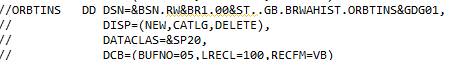 //ORBTINS   DD DSN=&BSN.RW&BR1.00&ST..GB.BRWAHIST.ORBTINS&GDG01,
//          DISP=(NEW,CATLG,DELETE),
//          DATACLAS=&SP20,
//          DCB=(BUFNO=05,LRECL=100,RECFM=VB)